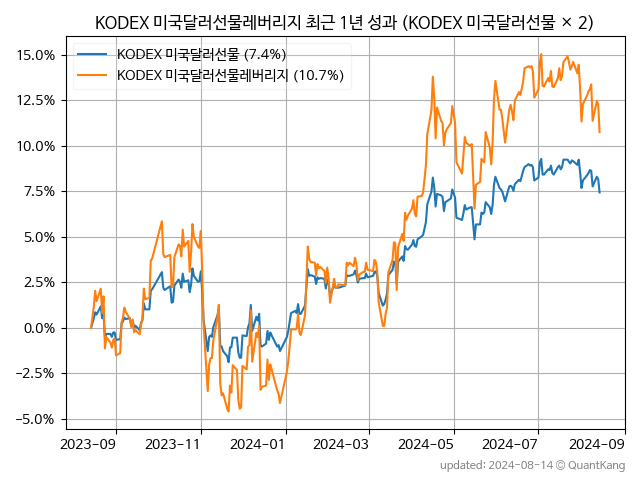 KODEX 미국달러선물레버리지 최근 1년 성과 (KODEX 미국달러선물 × 2)
KODEX 미국달러선물 (7.4%)
KODEX 미국달러선물레버리지 (10.7%)
15.0%
12.5%
10.0%
7.5%
5.0%
2.5%
0.0%
−2.5%
−5.0%
2023-09 2023-11 2024-01 2024-03 2024-05 2024-07 2024-09
updated: 2024-08-14 © QuantKang